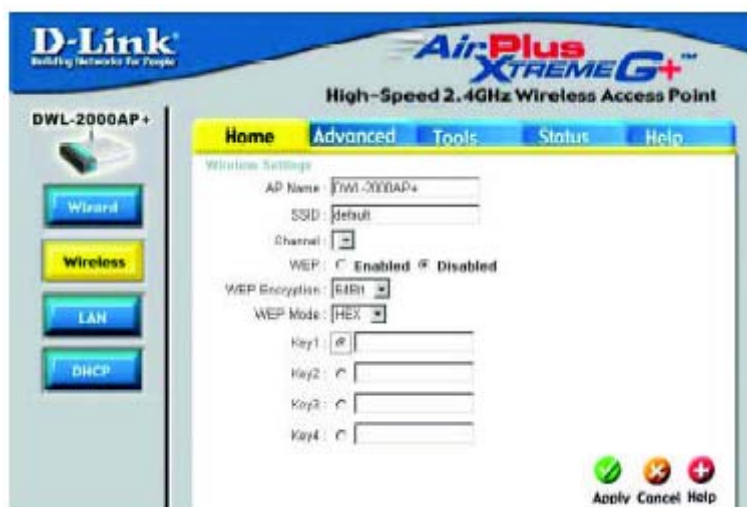 D-Link
Building Networks for People
AirPlus
XTREME G+™
High-Speed 2.4GHz Wireless Access Point
DWL-2000AP+
Home Advanced Tools Status Help
Wireless Settings
AP Name : DWL-2000AP+
SSID : default
Channel :
WEP : Enabled Disabled
WEP Encryption : 64Bit
WEP Mode : HEX
Key1 :
Key2 :
Key3 :
Key4 :
Wizard
Wireless
LAN
DHCP
Apply Cancel Help